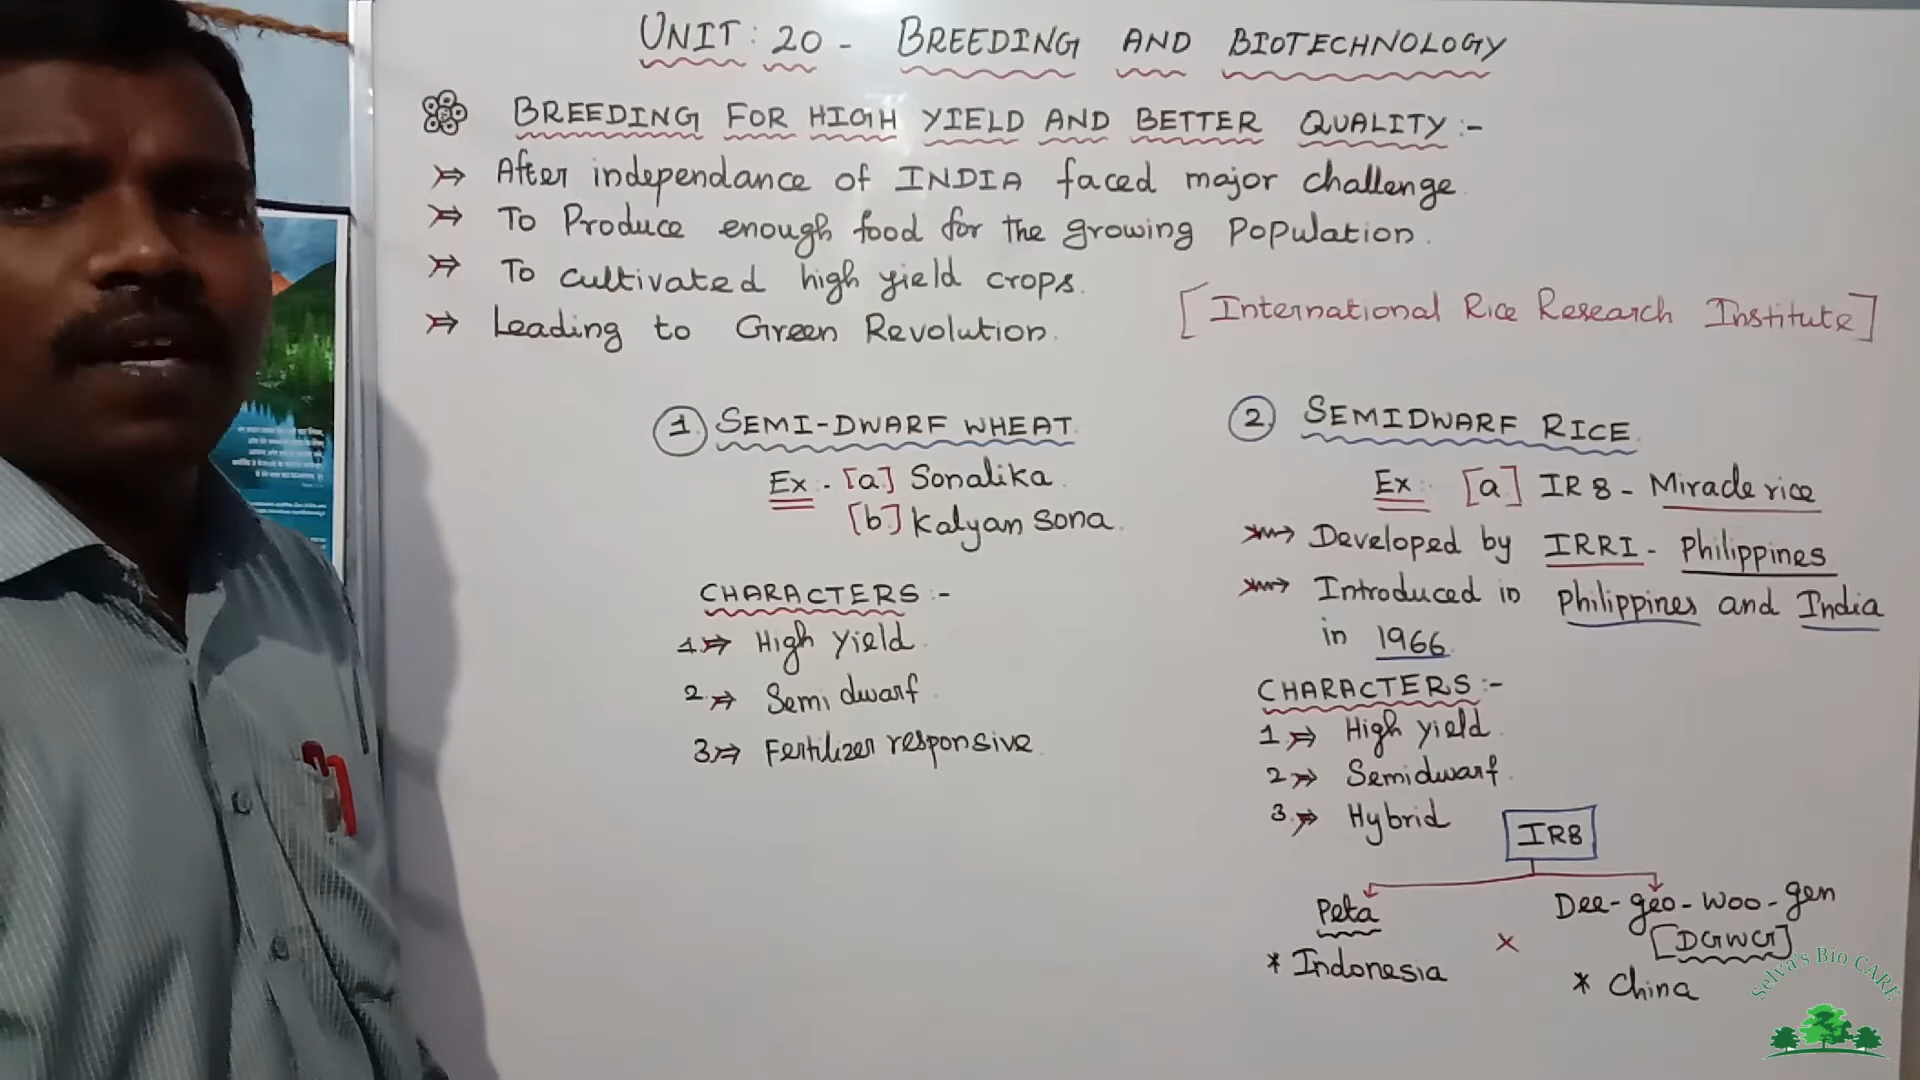 UNIT: 20 - BREEDING AND BIOTECHNOLOGY
BREEDING FOR HIGH YIELD AND BETTER QUALITY :-
After independance of INDIA faced major challenge.
To Produce enough food for the growing Population.
To cultivated high yield crops.
Leading to Green Revolution.
[International Rice Research Institute]
1 SEMI-DWARF WHEAT
Ex :- [a] Sonalika
[b] Kalyan Sona
CHARACTERS :-
1 High yield
2 Semi dwarf
3 Fertilizer responsive
2. SEMIDWARF RICE
Ex: [a] IR8 - Miracle rice
Developed by IRRI - Philippines
Introduced in Philippines and India
in 1966.
CHARACTERS :-
1 High yield
2 Semidwarf
3. Hybrid
IR8
Peta × Dee-geo-woo-gen
[DGWG]
* Indonesia
* China
Selva's Bio CARE